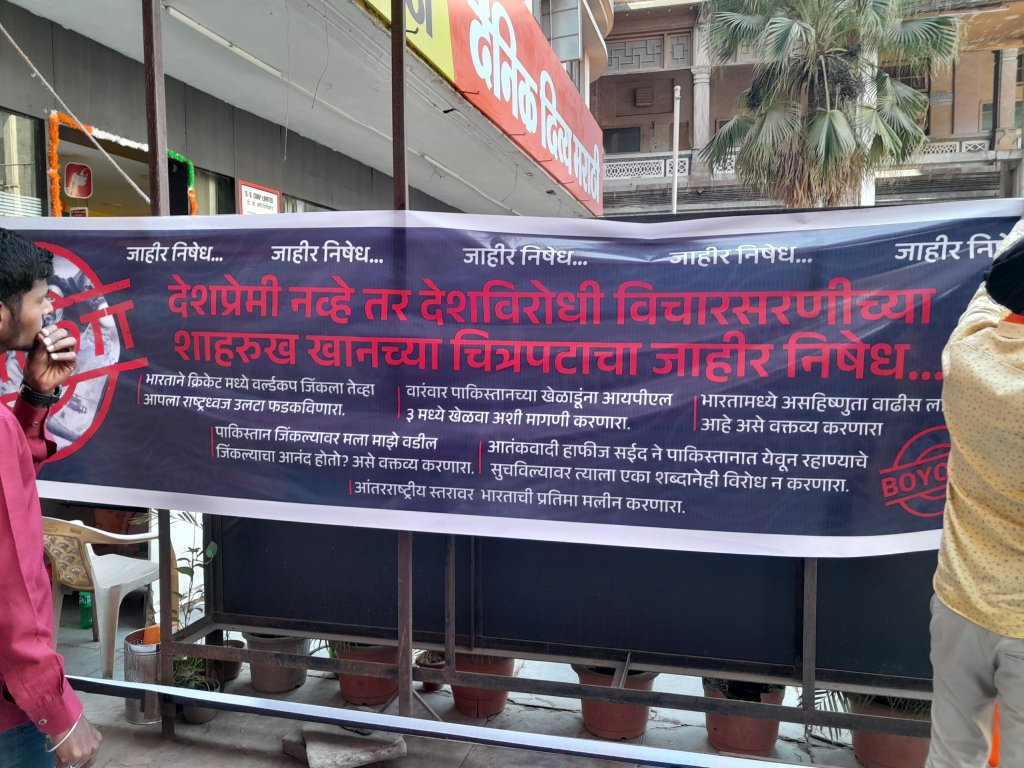 दैनिक दिव्य मराठी
D. B. CORP LIMITED
जाहीर निषेध... जाहीर निषेध... जाहीर निषेध... जाहीर निषेध... जाहीर
देशप्रेमी नव्हे तर देशविरोधी विचारसरणीच्या
शाहरुख खानच्या चित्रपटाचा जाहीर निषेध...
भारताने क्रिकेट मध्ये वर्ल्डकप जिंकला तेव्हा
आपला राष्ट्रध्वज उलटा फडकविणारा.
वारंवार पाकिस्तानच्या खेळाडूंना आयपीएल
३ मध्ये खेळवा अशी मागणी करणारा.
भारतामध्ये असहिष्णुता वाढीस
आहे असे वक्तव्य करणारा
पाकिस्तान जिंकल्यावर मला माझे वडील
जिंकल्याचा आनंद होतो? असे वक्तव्य करणारा.
आतंकवादी हाफीज सईद ने पाकिस्तानात येवून रहाण्याचे
सुचविल्यावर त्याला एका शब्दानेही विरोध न करणारा.
आंतरराष्ट्रीय स्तरावर भारताची प्रतिमा मलीन करणारा.